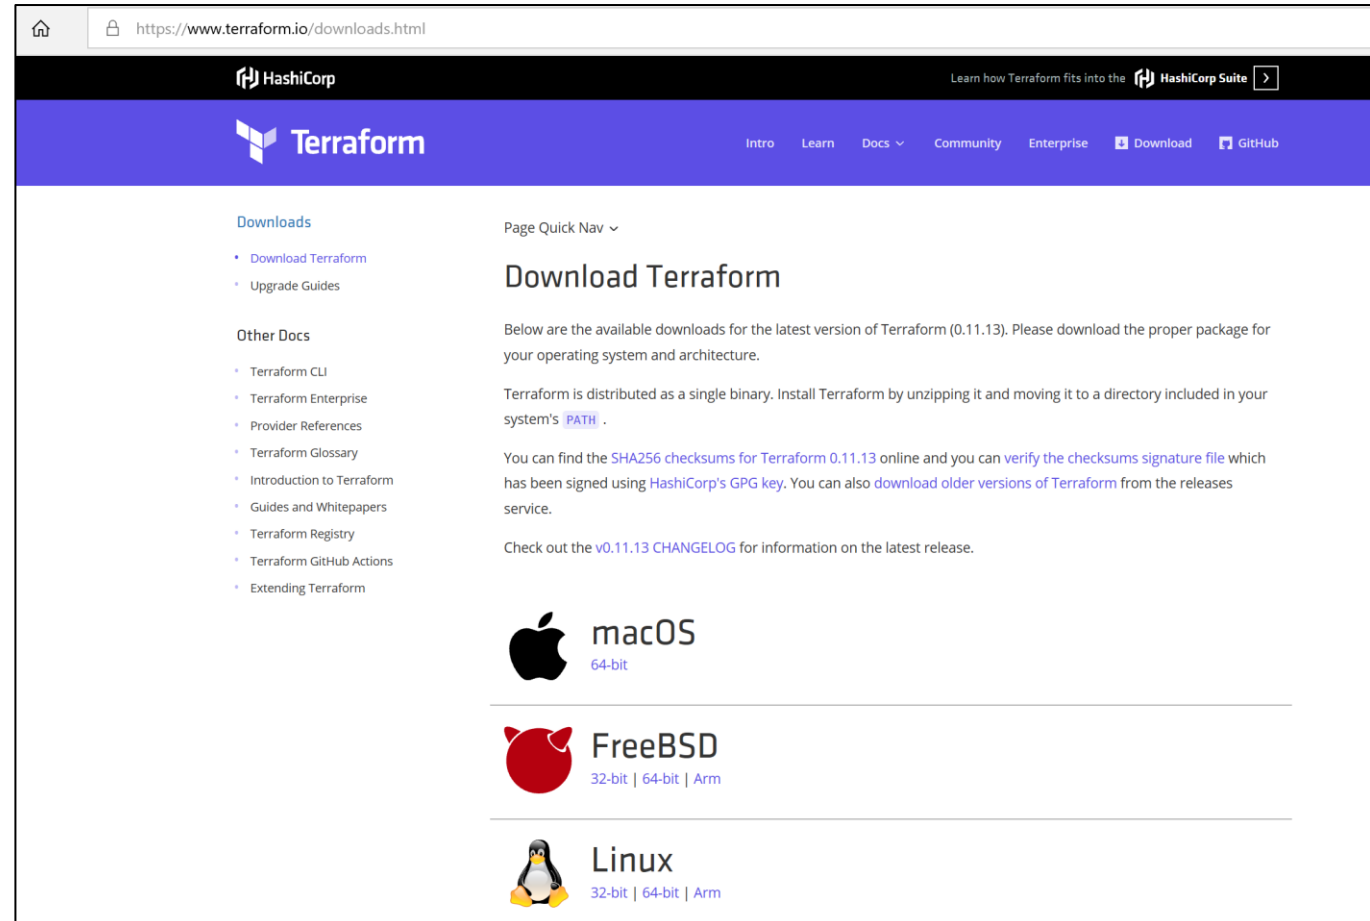 https://www.terraform.io/downloads.html
HashiCorp
Learn how Terraform fits into the HashiCorp Suite
Terraform
Intro Learn Docs Community Enterprise Download GitHub
Downloads
Download Terraform
Upgrade Guides
Other Docs
Terraform CLI
Terraform Enterprise
Provider References
Terraform Glossary
Introduction to Terraform
Guides and Whitepapers
Terraform Registry
Terraform GitHub Actions
Extending Terraform
Page Quick Nav
Download Terraform
Below are the available downloads for the latest version of Terraform (0.11.13). Please download the proper package for
your operating system and architecture.
Terraform is distributed as a single binary. Install Terraform by unzipping it and moving it to a directory included in your
system's PATH .
You can find the SHA256 checksums for Terraform 0.11.13 online and you can verify the checksums signature file which
has been signed using HashiCorp's GPG key. You can also download older versions of Terraform from the releases
service.
Check out the v0.11.13 CHANGELOG for information on the latest release.
macOS
64-bit
FreeBSD
32-bit | 64-bit | Arm
Linux
32-bit | 64-bit | Arm